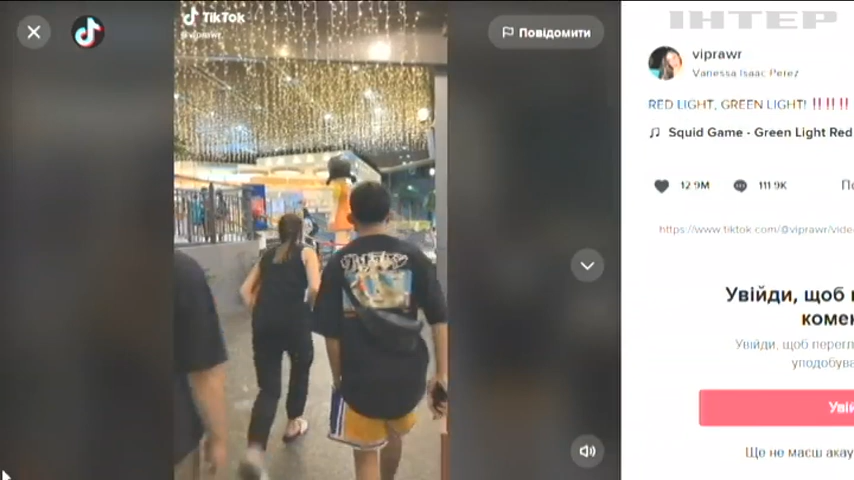 TikTok
@viprawr
Повідомити
ІНТЕР
viprawr
Vanessa Isaac Perez
RED LIGHT, GREEN LIGHT! ‼️‼️‼️
Squid Game - Green Light Red
12.9M
111.9K
По
https://www.tiktok.com/@viprawr/vide
Увійди, щоб
комен
Увійди, щоб перегл
уподобува
Увій
Ще не маєш акау